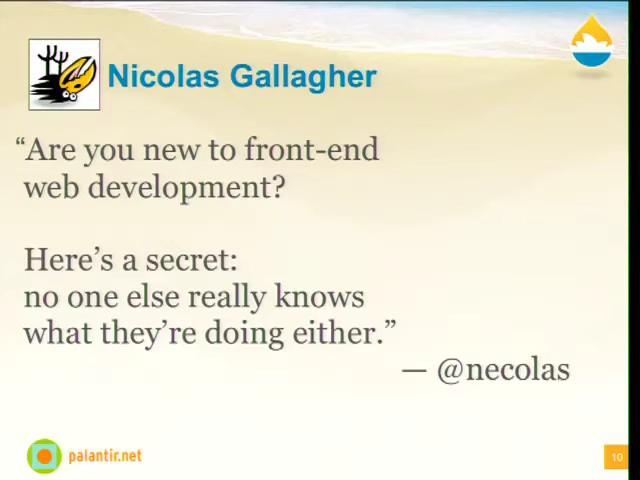 Nicolas Gallagher
“Are you new to front-end
web development?
Here’s a secret:
no one else really knows
what they’re doing either.”
— @necolas
palantir.net
10